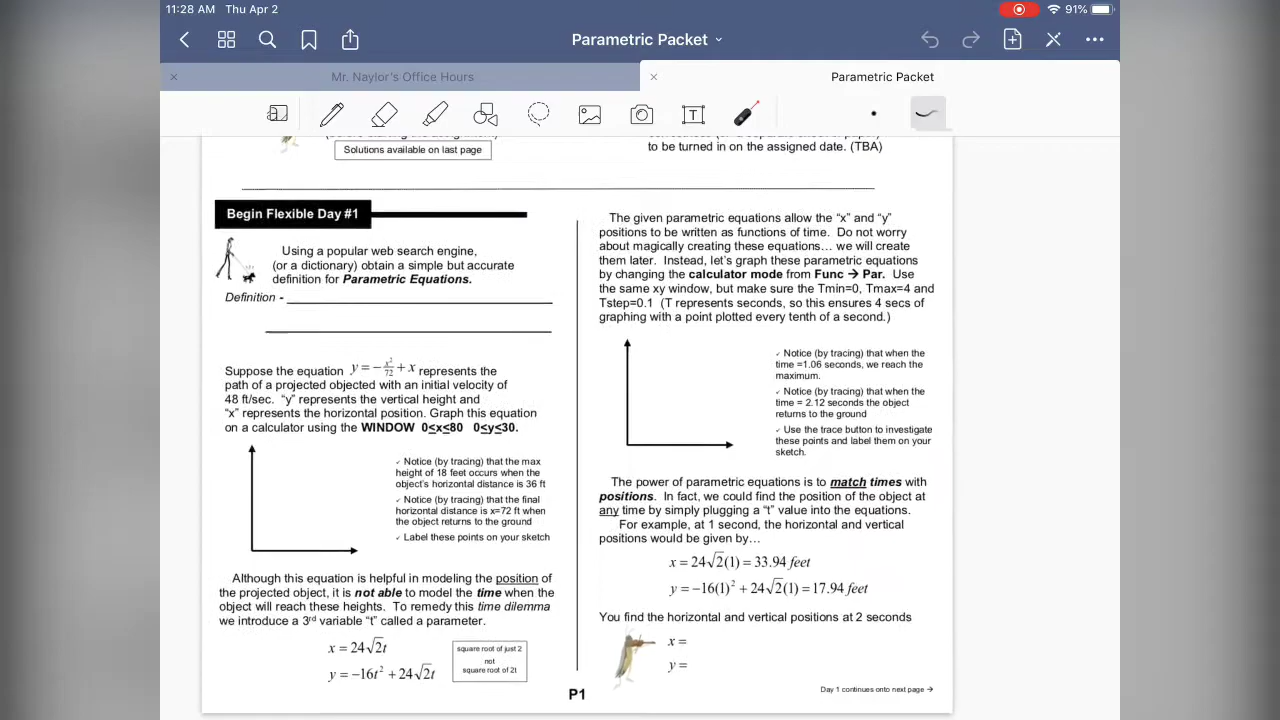 11:28 AM Thu Apr 2
91%
Parametric Packet
Mr. Naylor's Office Hours
Parametric Packet
Solutions available on last page
to be turned in on the assigned date. (TBA)
Begin Flexible Day #1
Using a popular web search engine,
(or a dictionary) obtain a simple but accurate
definition for Parametric Equations.
Definition -
Suppose the equation y = -x²/72 + x represents the
path of a projected objected with an initial velocity of
48 ft/sec. "y" represents the vertical height and
"x" represents the horizontal position. Graph this equation
on a calculator using the WINDOW 0≤x≤80 0≤y≤30.
✓ Notice (by tracing) that the max
height of 18 feet occurs when the
object's horizontal distance is 36 ft
✓ Notice (by tracing) that the final
horizontal distance is x=72 ft when
the object returns to the ground
✓ Label these points on your sketch
Although this equation is helpful in modeling the position of
the projected object, it is not able to model the time when the
object will reach these heights. To remedy this time dilemma
we introduce a 3rd variable "t" called a parameter.
x = 24√2t
y = -16t² + 24√2t
square root of just 2
not
square root of 2t
The given parametric equations allow the "x" and "y"
positions to be written as functions of time. Do not worry
about magically creating these equations… we will create
them later. Instead, let's graph these parametric equations
by changing the calculator mode from Func → Par. Use
the same xy window, but make sure the Tmin=0, Tmax=4 and
Tstep=0.1 (T represents seconds, so this ensures 4 secs of
graphing with a point plotted every tenth of a second.)
✓ Notice (by tracing) that when the
time =1.06 seconds, we reach the
maximum.
✓ Notice (by tracing) that when the
time = 2.12 seconds the object
returns to the ground
✓ Use the trace button to investigate
these points and label them on your
sketch.
The power of parametric equations is to match times with
positions. In fact, we could find the position of the object at
any time by simply plugging a "t" value into the equations.
For example, at 1 second, the horizontal and vertical
positions would be given by…
x = 24√2(1) = 33.94 feet
y = -16(1)² + 24√2(1) = 17.94 feet
You find the horizontal and vertical positions at 2 seconds
x =
y =
Day 1 continues onto next page →
P1